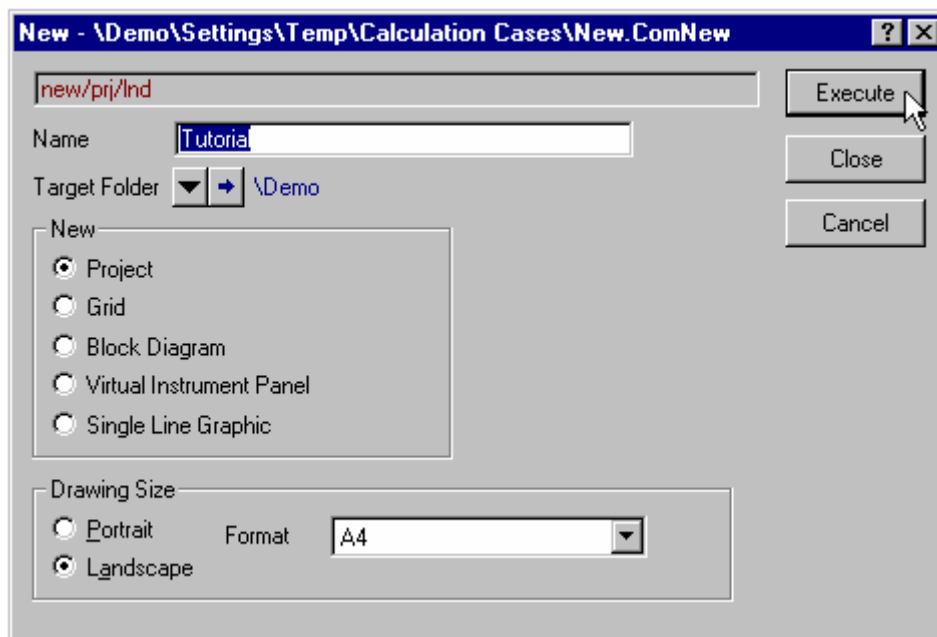 New - \Demo\Settings\Temp\Calculation Cases\New.ComNew
new/prj/lnd
Execute
Name Tutorial
Close
Target Folder \Demo
Cancel
New
Project
Grid
Block Diagram
Virtual Instrument Panel
Single Line Graphic
Drawing Size
Portrait Format A4
Landscape